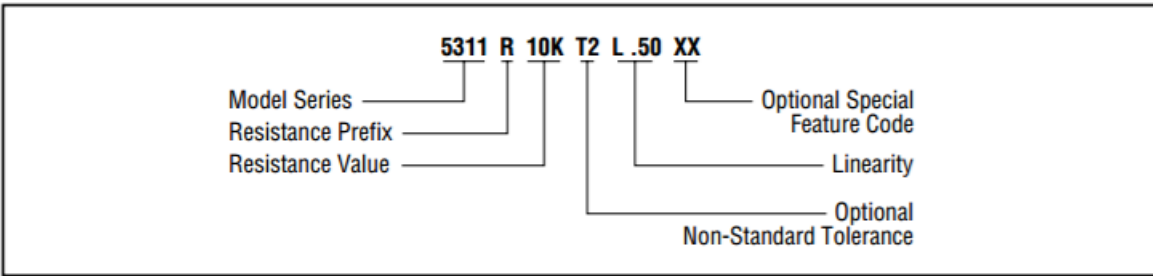 5311 R 10K T2 L .50 XX
Model Series
Resistance Prefix
Resistance Value
Optional Special
Feature Code
Linearity
Optional
Non-Standard Tolerance